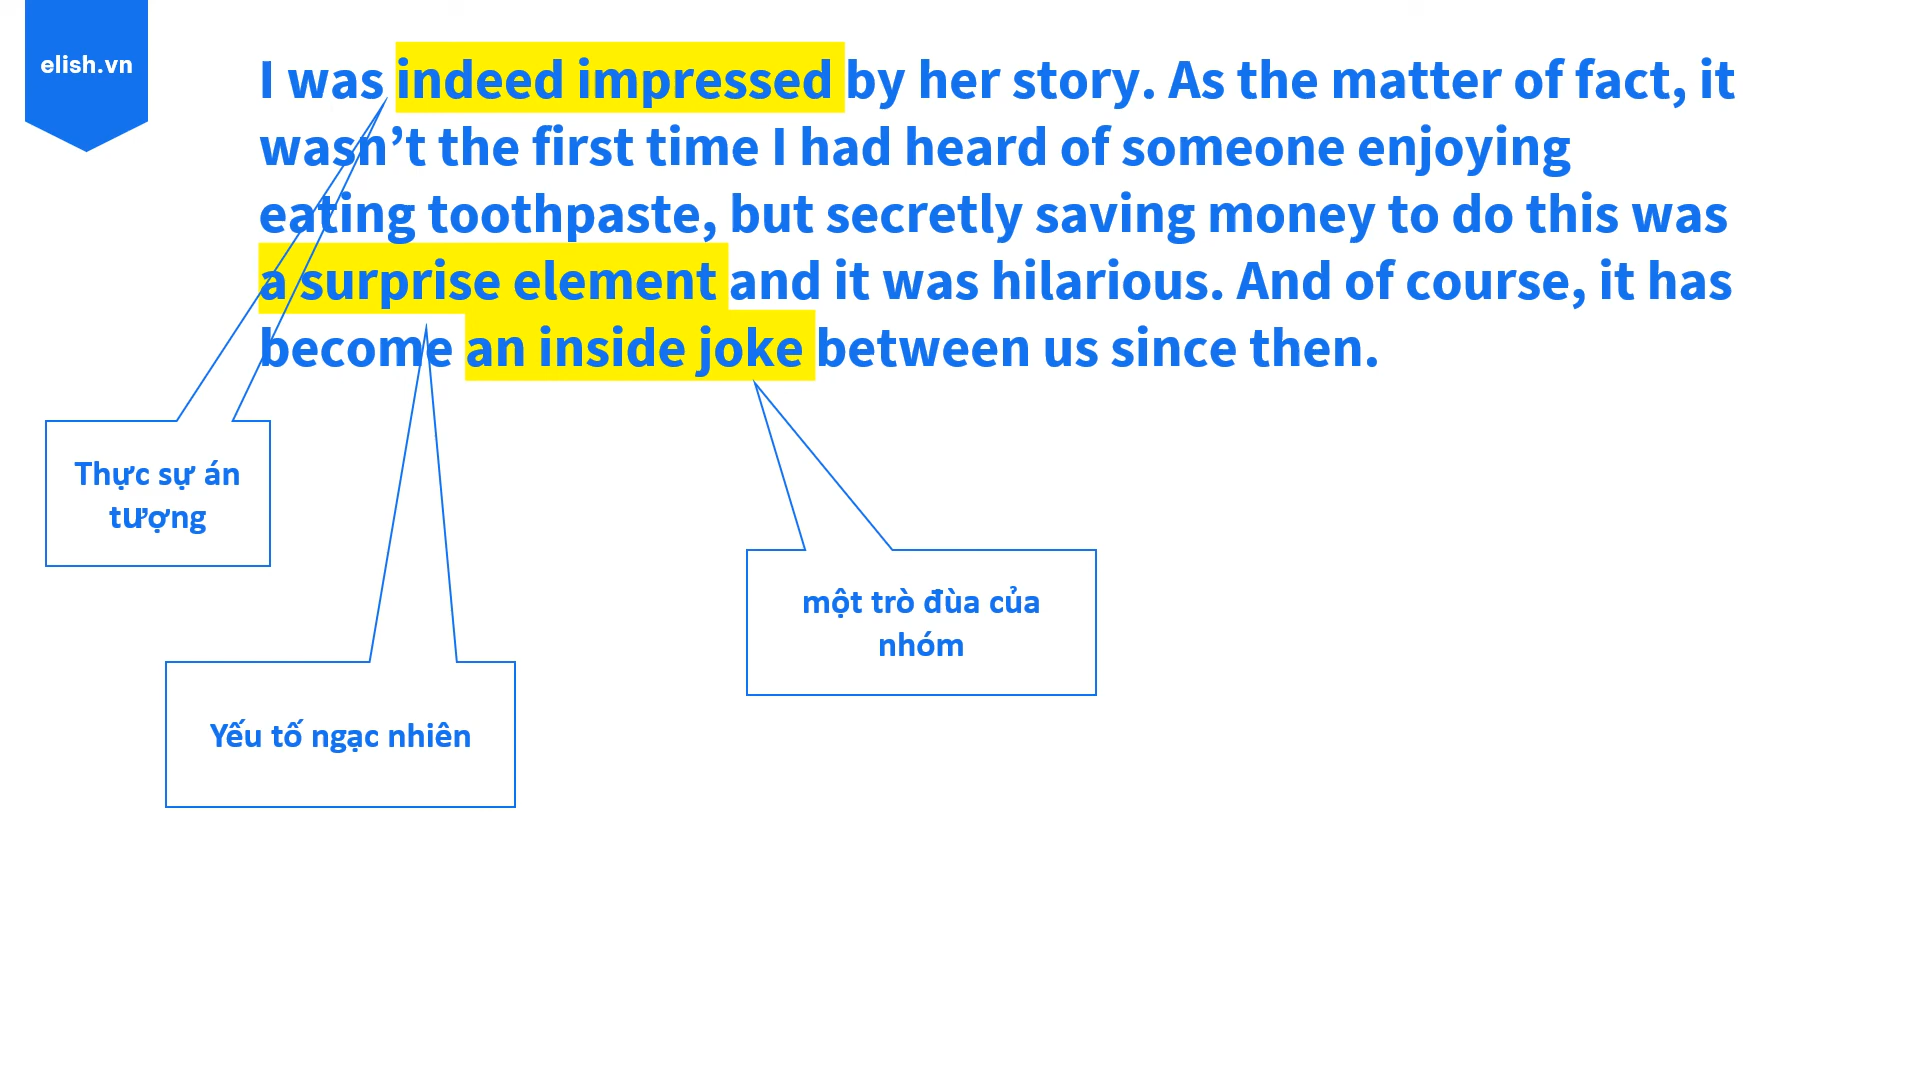 elish.vn
I was indeed impressed by her story. As the matter of fact, it
wasn’t the first time I had heard of someone enjoying
eating toothpaste, but secretly saving money to do this was
a surprise element and it was hilarious. And of course, it has
become an inside joke between us since then.
Thực sự án
tượng
một trò đùa của
nhóm
Yếu tố ngạc nhiên